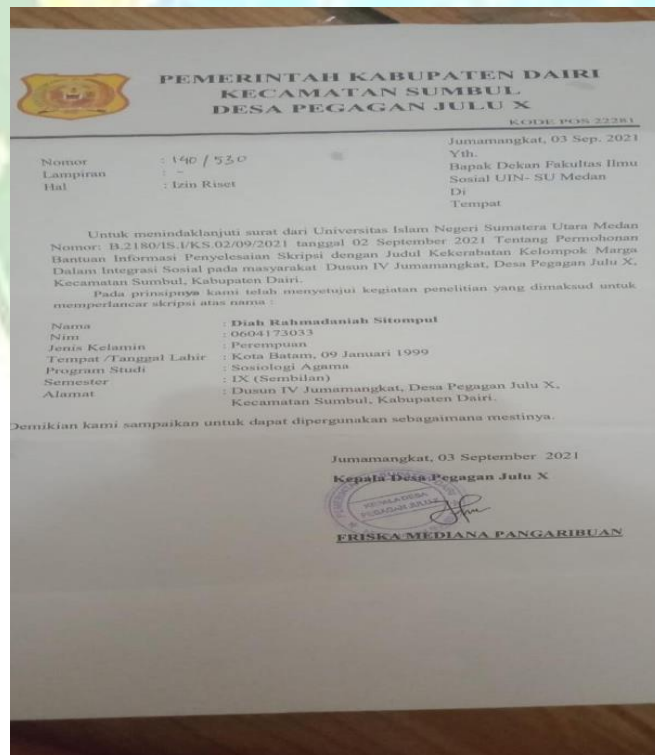 PEMERINTAH KABUPATEN DAIRI
KECAMATAN SUMBUL
DESA PEGAGAN JULU X
KODE POS 22281
Jumamangkat, 03 Sep. 2021
Nomor : 140 / 530
Lampiran : -
Hal : Izin Riset
Yth.
Bapak Dekan Fakultas Ilmu
Sosial UIN- SU Medan
Di
Tempat
Untuk menindaklanjuti surat dari Universitas Islam Negeri Sumatera Utara Medan
Nomor: B.2180/IS.I/KS.02/09/2021 tanggal 02 September 2021 Tentang Permohonan
Bantuan Informasi Penyelesaian Skripsi dengan Judul Kekerabatan Kelompok Marga
Dalam Integrasi Sosial pada masyarakat Dusun IV Jumamangkat, Desa Pegagan Julu X,
Kecamatan Sumbul, Kabupaten Dairi.
Pada prinsipnya kami telah menyetujui kegiatan penelitian yang dimaksud untuk
memperlancar skripsi atas nama :
Nama : Diah Rahmadaniah Sitompul
Nim : 0604173033
Jenis Kelamin : Perempuan
Tempat /Tanggal Lahir : Kota Batam, 09 Januari 1999
Program Studi : Sosiologi Agama
Semester : IX (Sembilan)
Alamat : Dusun IV Jumamangkat, Desa Pegagan Julu X,
Kecamatan Sumbul, Kabupaten Dairi.
Demikian kami sampaikan untuk dapat dipergunakan sebagaimana mestinya.
Jumamangkat, 03 September 2021
Kepala Desa Pegagan Julu X
KEPALA DESA
PEGAGAN JULU X
FRISKA MEDIANA PANGARIBUAN